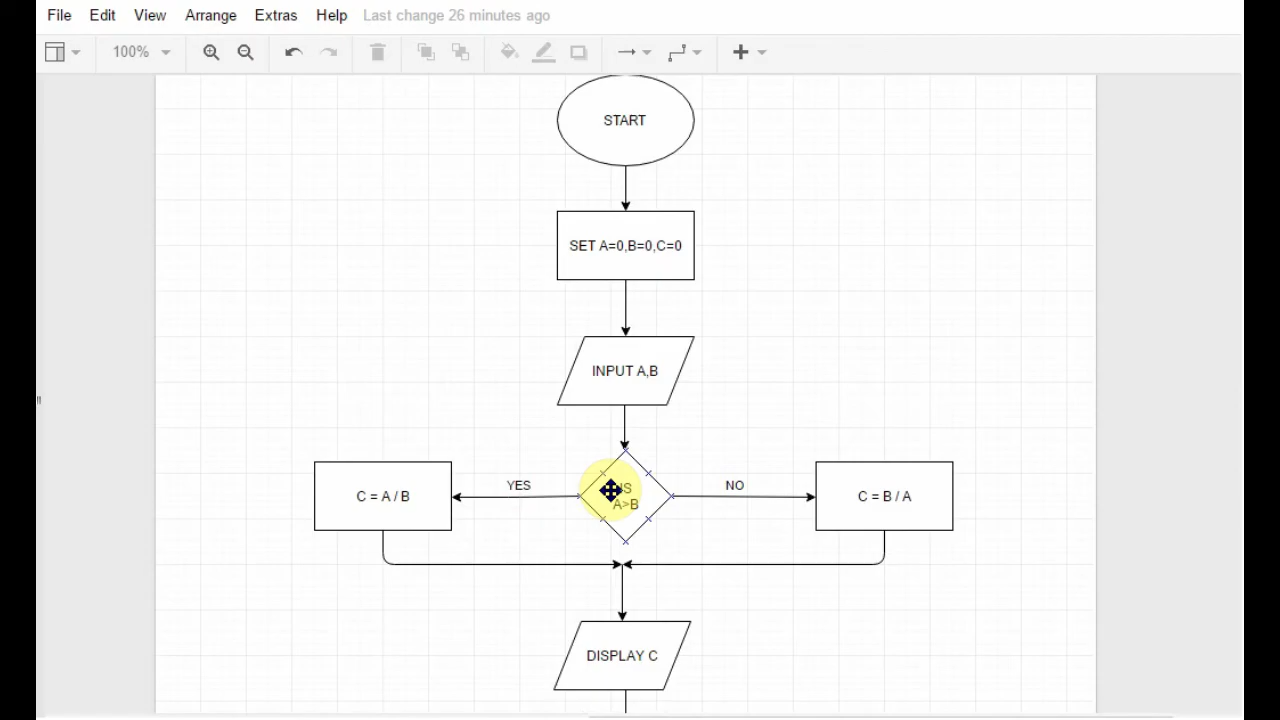 File Edit View Arrange Extras Help Last change 26 minutes ago
100%
START
SET A=0,B=0,C=0
INPUT A,B
YES
IS
A>B
NO
C = A / B
C = B / A
DISPLAY C